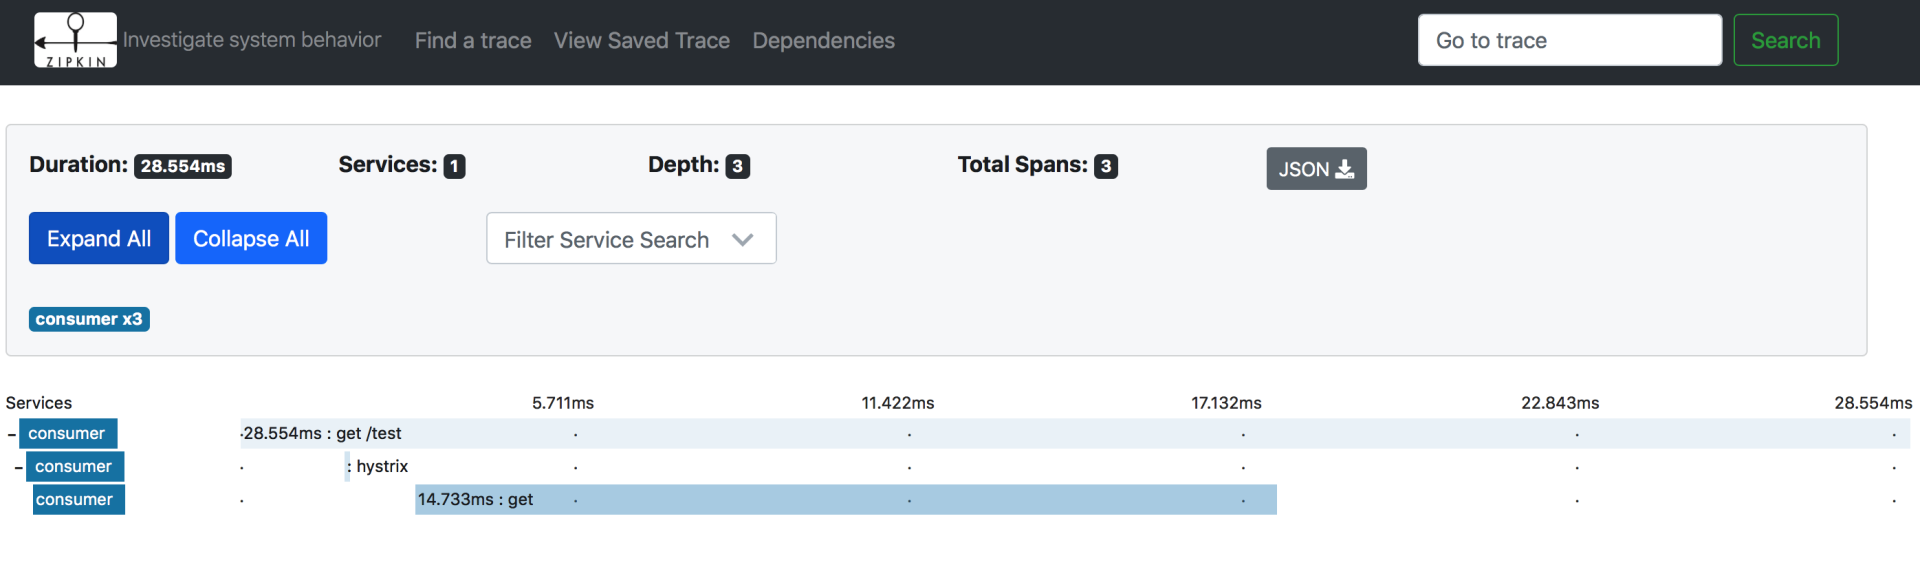 ZIPKIN Investigate system behavior Find a trace View Saved Trace Dependencies Go to trace Search
Duration: 28.554ms Services: 1 Depth: 3 Total Spans: 3 JSON
Expand All Collapse All Filter Service Search
consumer x3
Services 5.711ms 11.422ms 17.132ms 22.843ms 28.554ms
- consumer .28.554ms : get /test
- consumer : hystrix
consumer 14.733ms : get